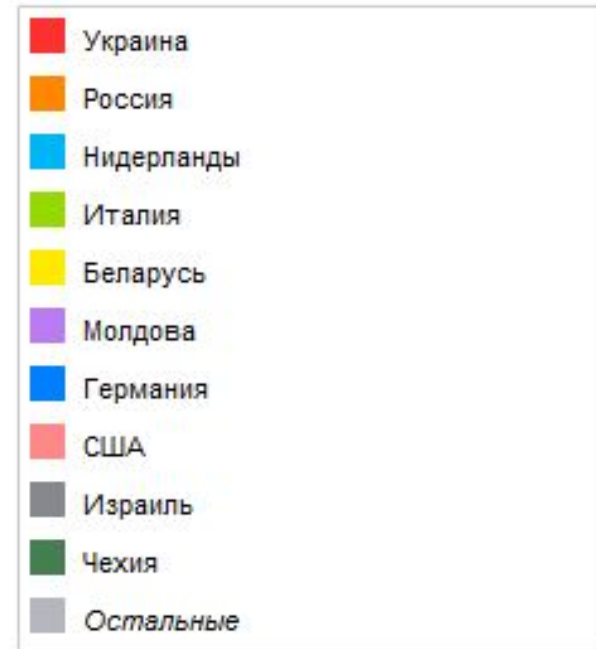 Украина
Россия
Нидерланды
Италия
Беларусь
Молдова
Германия
США
Израиль
Чехия
Остальные